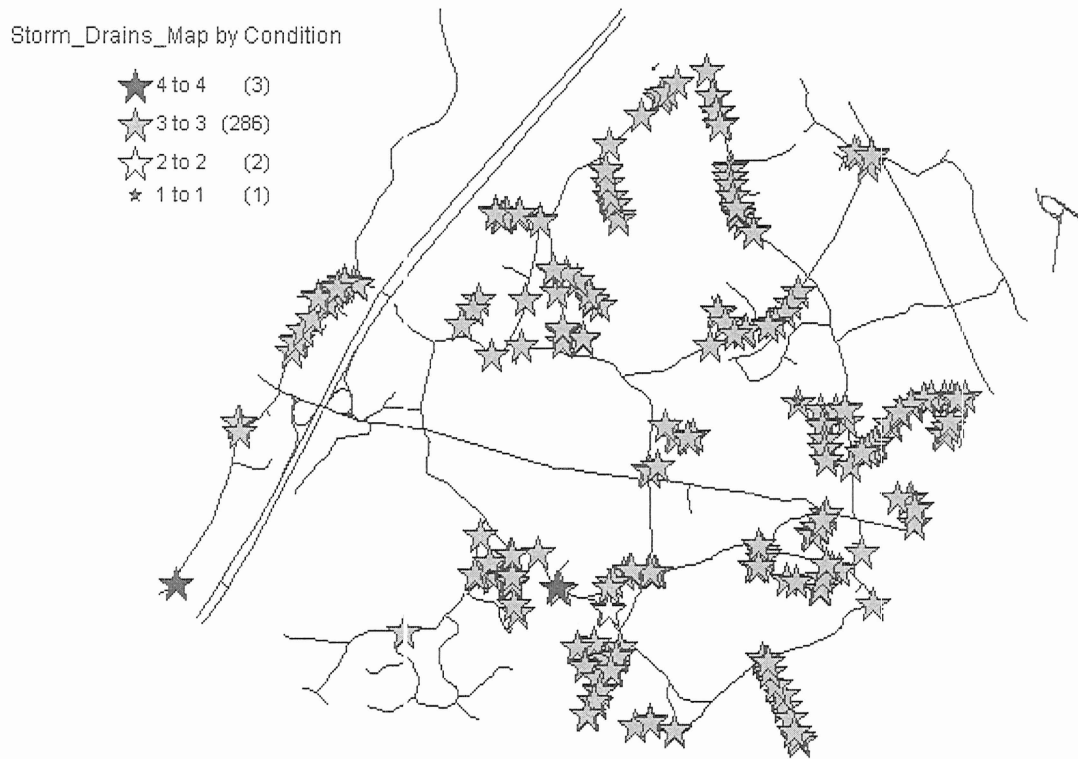 Storm_Drains_Map by Condition
4 to 4 (3)
3 to 3 (286)
2 to 2 (2)
1 to 1 (1)